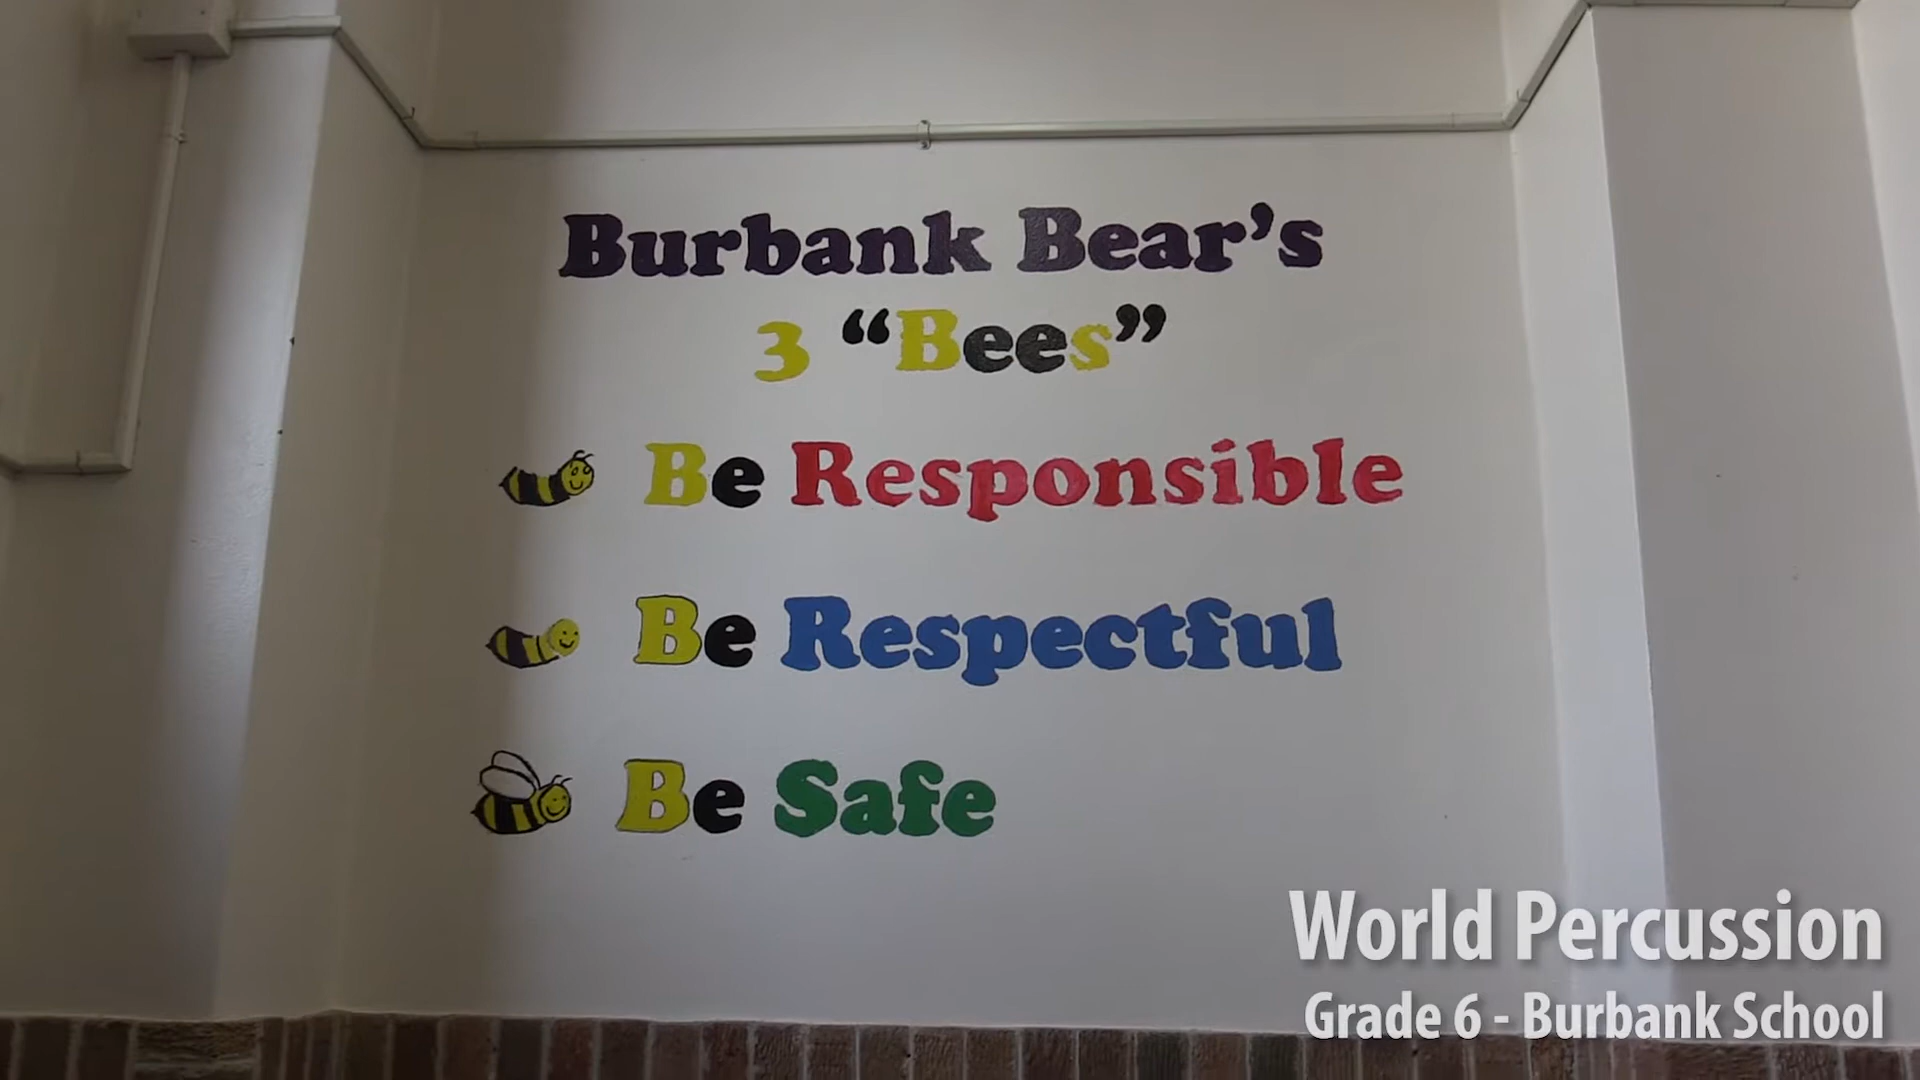 Burbank Bear's
3 “Bees”
Be Responsible
Be Respectful
Be Safe
World Percussion
Grade 6 - Burbank School